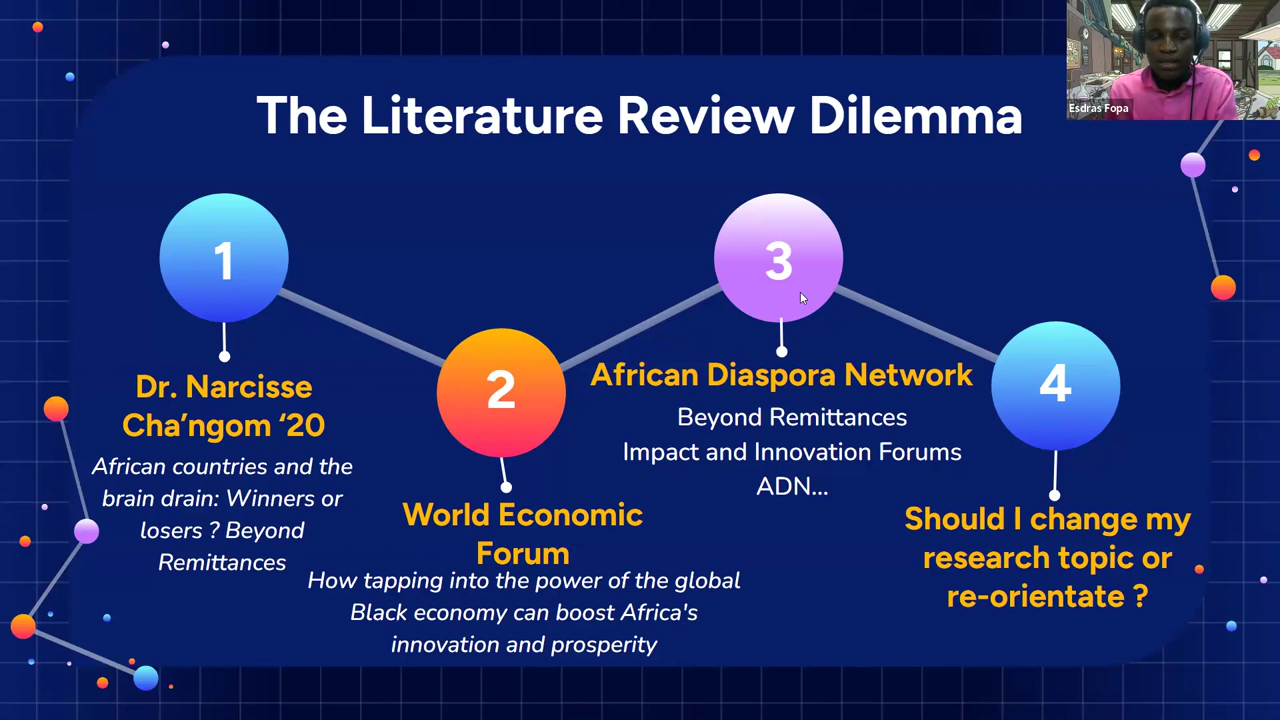 Esdras Fopa
The Literature Review Dilemma
1
Dr. Narcisse
Cha’ngom ‘20
African countries and the
brain drain: Winners or
losers ? Beyond
Remittances
2
World Economic
Forum
How tapping into the power of the global
Black economy can boost Africa's
innovation and prosperity
3
African Diaspora Network
Beyond Remittances
Impact and Innovation Forums
ADN...
4
Should I change my
research topic or
re-orientate ?